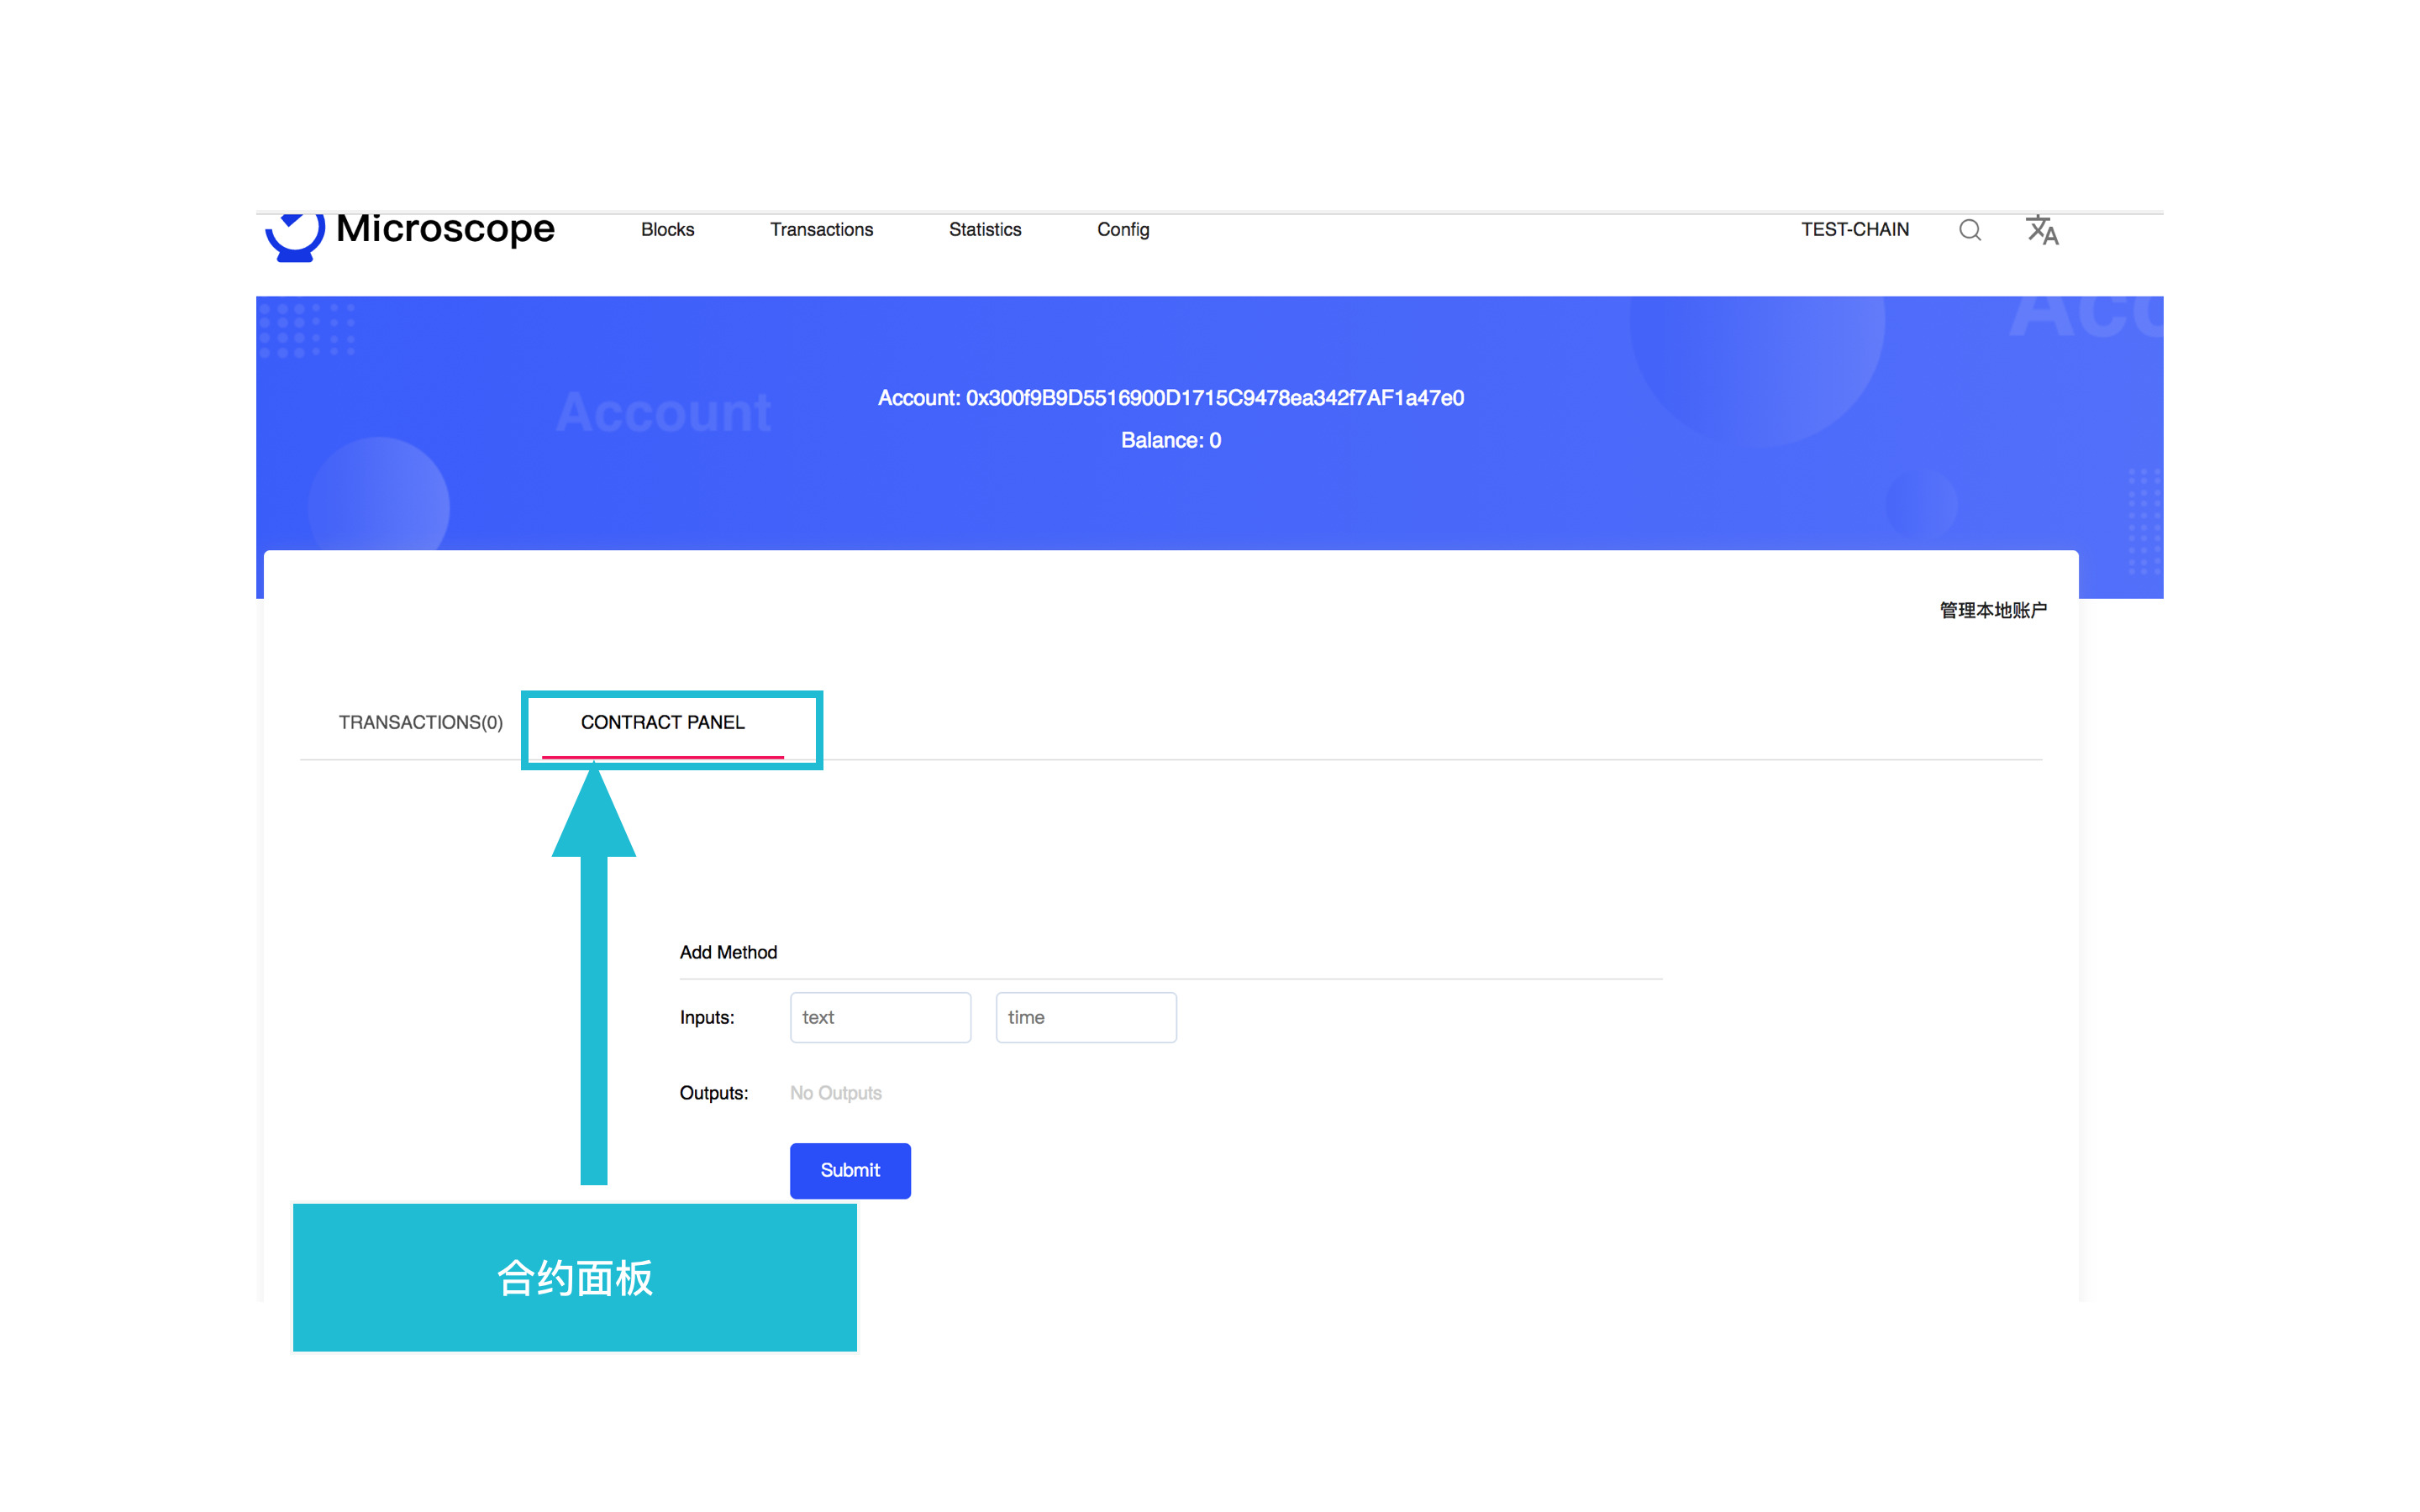 Microscope
Blocks
Transactions
Statistics
Config
TEST-CHAIN
Acc
Account
Account: 0x300f9B9D5516900D1715C9478ea342f7AF1a47e0
Balance: 0
管理本地账户
TRANSACTIONS(0)
CONTRACT PANEL
Add Method
Inputs:
text
time
Outputs:
No Outputs
Submit
合约面板